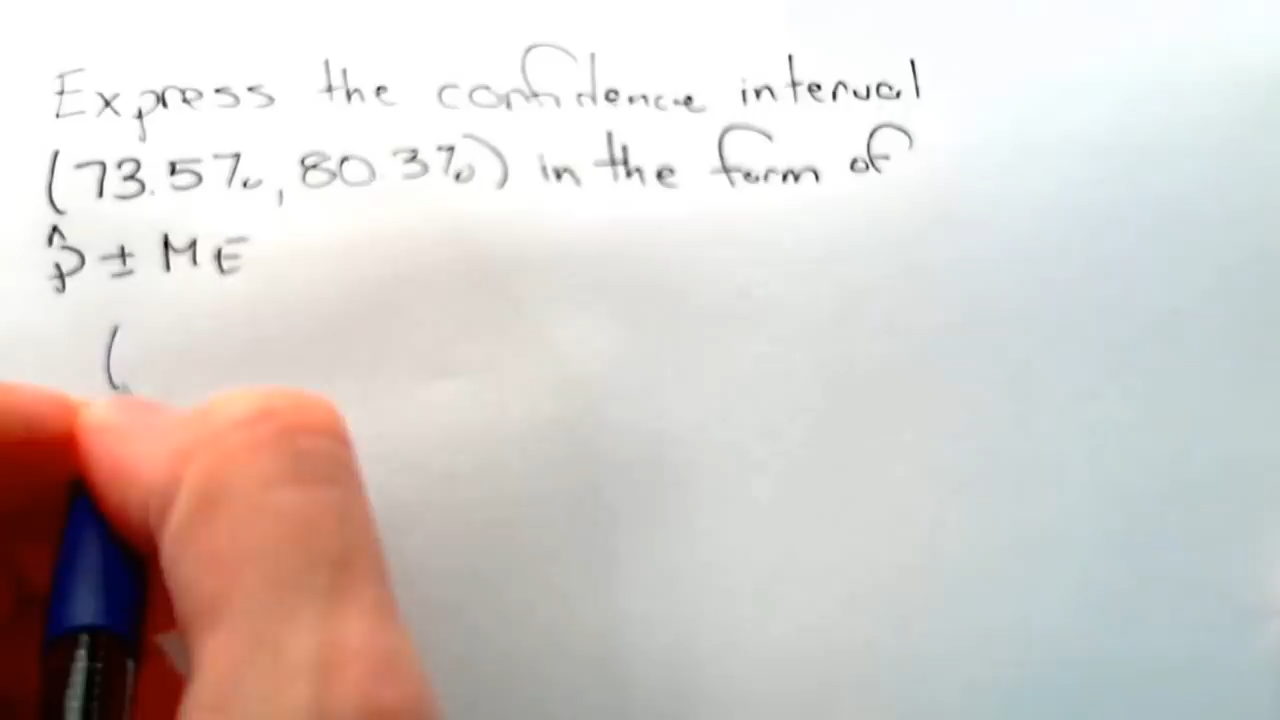 Express the confidence interval
(73.5%, 80.3%) in the form of
p̂ ± ME
(